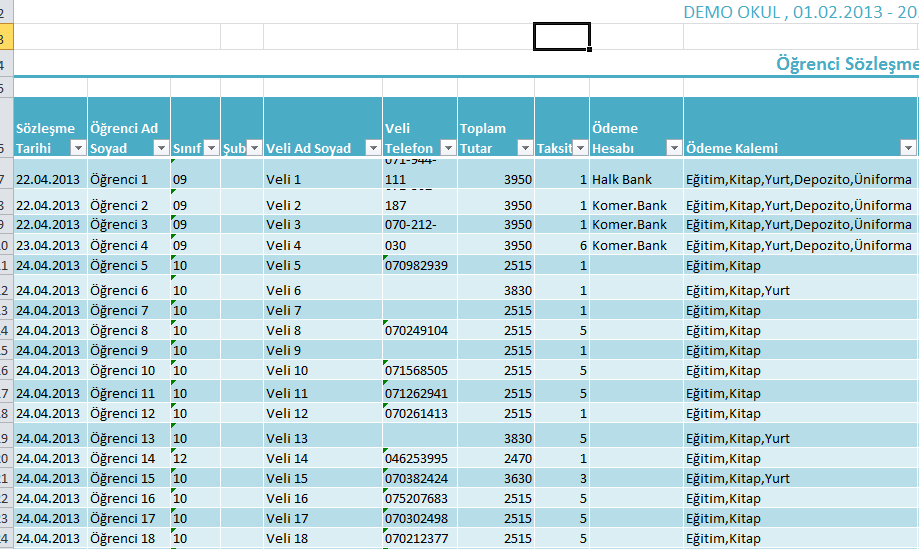 DEMO OKUL , 01.02.2013 - 20
3
4
Öğrenci Sözleşme
5
Sözleşme Tarihi Öğrenci Ad Soyad Sınıf Şub Veli Ad Soyad Veli Telefon Toplam Tutar Taksit Ödeme Hesabı Ödeme Kalemi
22.04.2013 Öğrenci 1 09 Veli 1 071-944-111 3950 1 Halk Bank Eğitim,Kitap,Yurt,Depozito,Üniforma
22.04.2013 Öğrenci 2 09 Veli 2 187 3950 1 Komer.Bank Eğitim,Kitap,Yurt,Depozito,Üniforma
22.04.2013 Öğrenci 3 09 Veli 3 070-212- 3950 1 Komer.Bank Eğitim,Kitap,Yurt,Depozito,Üniforma
23.04.2013 Öğrenci 4 09 Veli 4 030 3950 6 Komer.Bank Eğitim,Kitap,Yurt,Depozito,Üniforma
24.04.2013 Öğrenci 5 10 Veli 5 070982939 2515 1 Eğitim,Kitap
24.04.2013 Öğrenci 6 10 Veli 6 3830 1 Eğitim,Kitap,Yurt
24.04.2013 Öğrenci 7 10 Veli 7 2515 1 Eğitim,Kitap
24.04.2013 Öğrenci 8 10 Veli 8 070249104 2515 5 Eğitim,Kitap
24.04.2013 Öğrenci 9 10 Veli 9 2515 1 Eğitim,Kitap
24.04.2013 Öğrenci 10 10 Veli 10 071568505 2515 5 Eğitim,Kitap
24.04.2013 Öğrenci 11 10 Veli 11 071262941 2515 5 Eğitim,Kitap
24.04.2013 Öğrenci 12 10 Veli 12 070261413 2515 1 Eğitim,Kitap
24.04.2013 Öğrenci 13 10 Veli 13 3830 5 Eğitim,Kitap,Yurt
24.04.2013 Öğrenci 14 12 Veli 14 046253995 2470 1 Eğitim,Kitap
24.04.2013 Öğrenci 15 10 Veli 15 070382424 3630 3 Eğitim,Kitap,Yurt
24.04.2013 Öğrenci 16 10 Veli 16 075207683 2515 5 Eğitim,Kitap
24.04.2013 Öğrenci 17 10 Veli 17 070302498 2515 5 Eğitim,Kitap
24.04.2013 Öğrenci 18 10 Veli 18 070212377 2515 5 Eğitim,Kitap